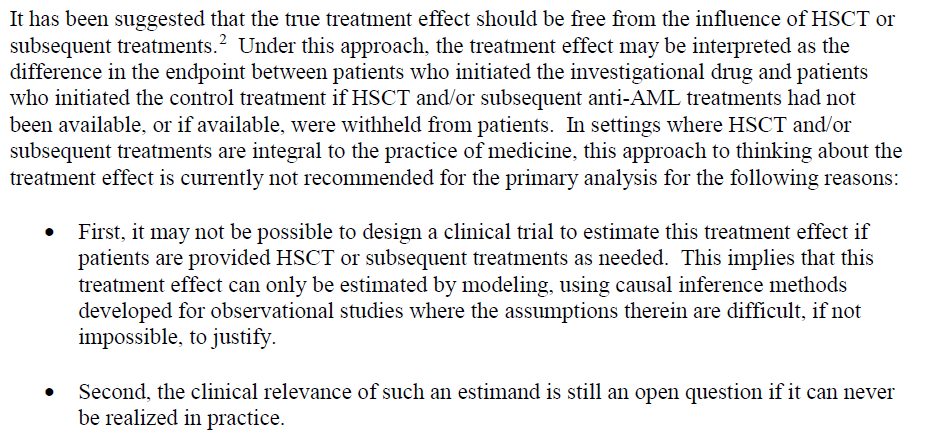 It has been suggested that the true treatment effect should be free from the influence of HSCT or
subsequent treatments.² Under this approach, the treatment effect may be interpreted as the
difference in the endpoint between patients who initiated the investigational drug and patients
who initiated the control treatment if HSCT and/or subsequent anti-AML treatments had not
been available, or if available, were withheld from patients. In settings where HSCT and/or
subsequent treatments are integral to the practice of medicine, this approach to thinking about the
treatment effect is currently not recommended for the primary analysis for the following reasons:
• First, it may not be possible to design a clinical trial to estimate this treatment effect if
patients are provided HSCT or subsequent treatments as needed. This implies that this
treatment effect can only be estimated by modeling, using causal inference methods
developed for observational studies where the assumptions therein are difficult, if not
impossible, to justify.
• Second, the clinical relevance of such an estimand is still an open question if it can never
be realized in practice.